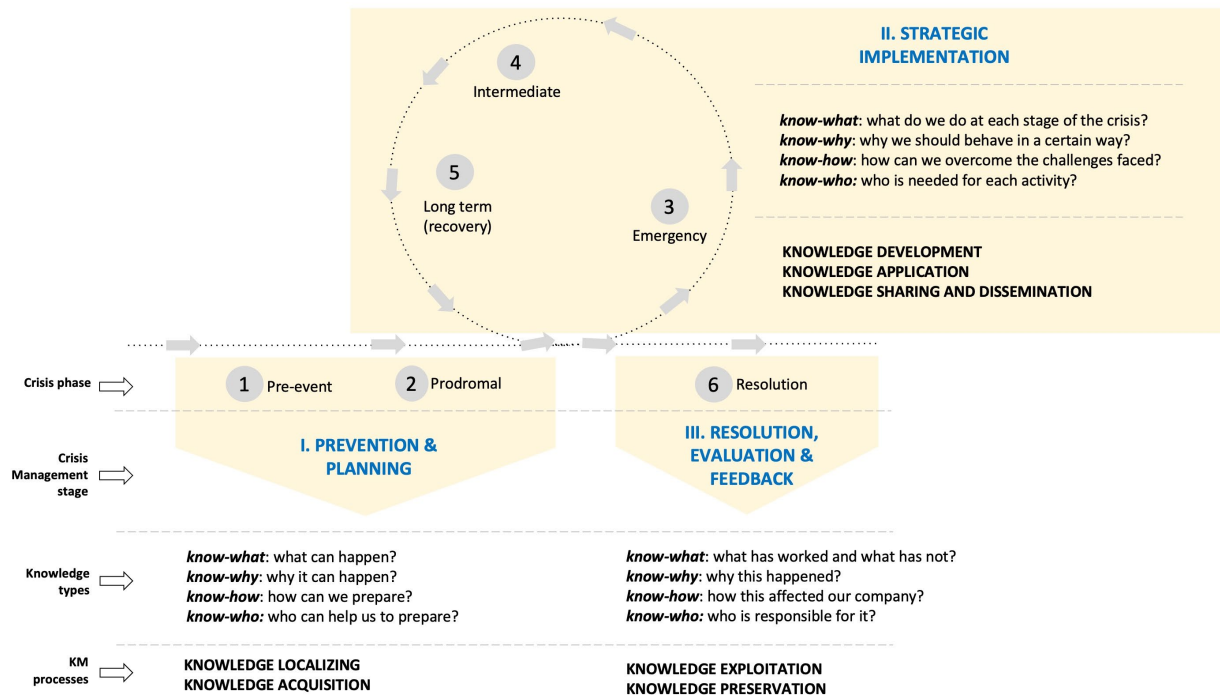 II. STRATEGIC
IMPLEMENTATION
4
Intermediate
know-what: what do we do at each stage of the crisis?
know-why: why we should behave in a certain way?
know-how: how can we overcome the challenges faced?
know-who: who is needed for each activity?
5
Long term
(recovery)
3
Emergency
KNOWLEDGE DEVELOPMENT
KNOWLEDGE APPLICATION
KNOWLEDGE SHARING AND DISSEMINATION
Crisis phase
1 Pre-event
2 Prodromal
6 Resolution
Crisis
Management
stage
I. PREVENTION &
PLANNING
III. RESOLUTION,
EVALUATION &
FEEDBACK
Knowledge
types
know-what: what can happen?
know-why: why it can happen?
know-how: how can we prepare?
know-who: who can help us to prepare?
know-what: what has worked and what has not?
know-why: why this happened?
know-how: how this affected our company?
know-who: who is responsible for it?
KM
processes
KNOWLEDGE LOCALIZING
KNOWLEDGE ACQUISITION
KNOWLEDGE EXPLOITATION
KNOWLEDGE PRESERVATION